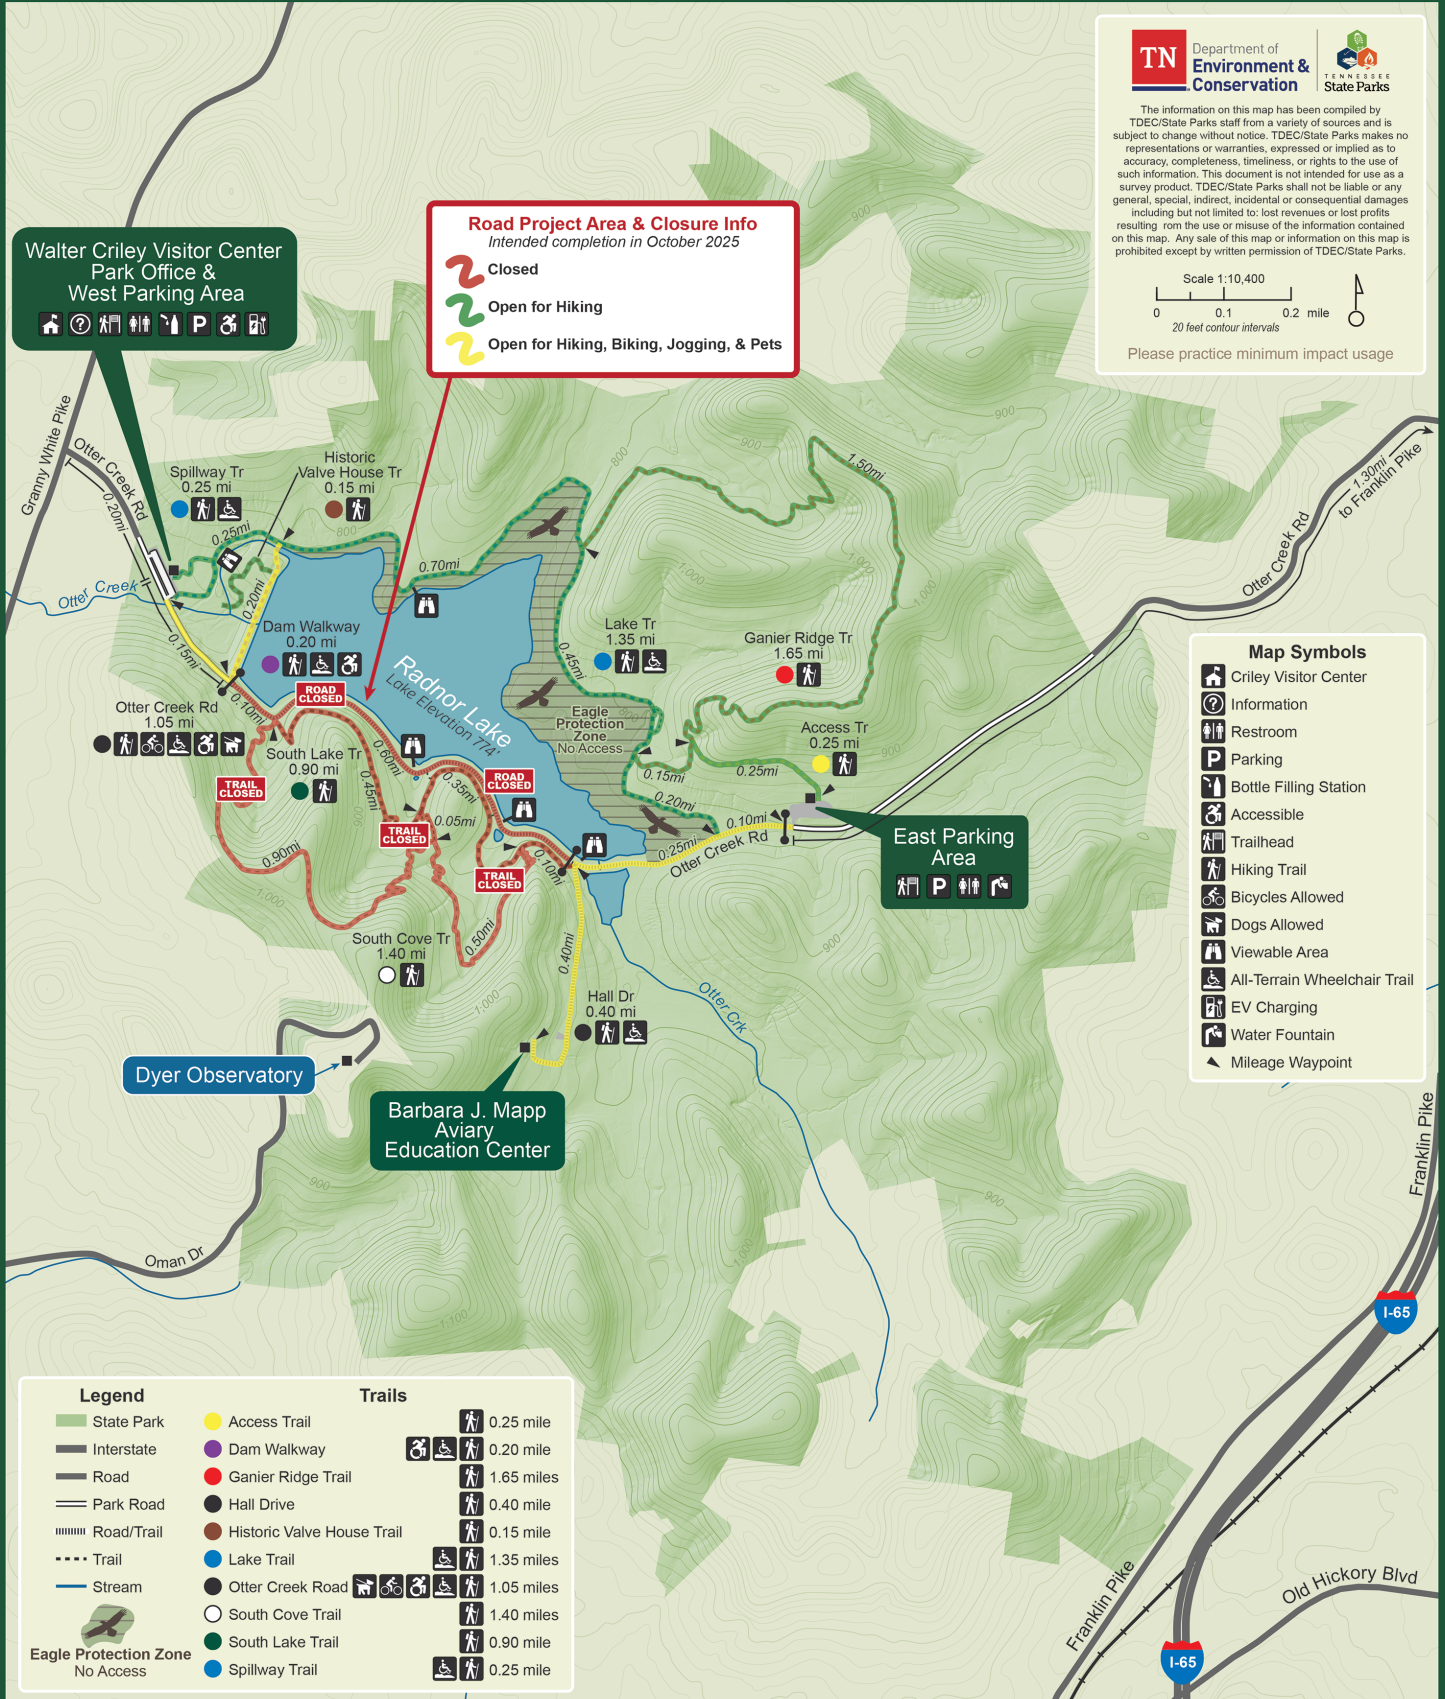 TN
Department of
Environment &
Conservation
TENNESSEE
State Parks
The information on this map has been compiled by
TDEC/State Parks staff from a variety of sources and is
subject to change without notice. TDEC/State Parks makes no
representations or warranties, expressed or implied as to
accuracy, completeness, timeliness, or rights to the use of
such information. This document is not intended for use as a
survey product. TDEC/State Parks shall not be liable or any
general, special, indirect, incidental or consequential damages
including but not limited to: lost revenues or lost profits
resulting rom the use or misuse of the information contained
on this map. Any sale of this map or information on this map is
prohibited except by written permission of TDEC/State Parks.
Scale 1:10,400
0 0.1 0.2 mile
20 feet contour intervals
Please practice minimum impact usage
Road Project Area & Closure Info
Intended completion in October 2025
Closed
Open for Hiking
Open for Hiking, Biking, Jogging, & Pets
Walter Criley Visitor Center
Park Office &
West Parking Area
P
Granny White Pike
Otter Creek Rd
0.20mi
Spillway Tr
0.25 mi
Historic
Valve House Tr
0.15 mi
0.25mi
800
0.70mi
Otter Creek
0.20mi
0.15mi
Dam Walkway
0.20 mi
Radnor Lake
Lake Elevation 774'
ROAD
CLOSED
0.10mi
Otter Creek Rd
1.05 mi
South Lake Tr
0.90 mi
0.60mi
0.45mi
0.35mi
ROAD
CLOSED
TRAIL
CLOSED
900
0.05mi
TRAIL
CLOSED
0.90mi
TRAIL
CLOSED
0.10mi
0.50mi
South Cove Tr
1.40 mi
1,000
0.40mi
Hall Dr
0.40 mi
Dyer Observatory
Barbara J. Mapp
Aviary
Education Center
Otter Crk
Oman Dr
900
1,100
1,000
900
900
900
800
900
900
1.50mi
1,000
1,000
1,000
Lake Tr
1.35 mi
Ganier Ridge Tr
1.65 mi
0.45mi
800
Eagle
Protection
Zone
No Access
Access Tr
0.25 mi
900
0.15mi
0.25mi
0.20mi
0.10mi
0.25mi
Otter Creek Rd
East Parking
Area
P
Otter Creek Rd
1.30mi
to Franklin Pike
Map Symbols
Criley Visitor Center
Information
Restroom
P Parking
Bottle Filling Station
Accessible
Trailhead
Hiking Trail
Bicycles Allowed
Dogs Allowed
Viewable Area
All-Terrain Wheelchair Trail
EV Charging
Water Fountain
Mileage Waypoint
Franklin Pike
I-65
Franklin Pike
Old Hickory Blvd
I-65
Legend
State Park
Interstate
Road
Park Road
Road/Trail
Trail
Stream
Eagle Protection Zone
No Access
Trails
Access Trail 0.25 mile
Dam Walkway 0.20 mile
Ganier Ridge Trail 1.65 miles
Hall Drive 0.40 mile
Historic Valve House Trail 0.15 mile
Lake Trail 1.35 miles
Otter Creek Road 1.05 miles
South Cove Trail 1.40 miles
South Lake Trail 0.90 mile
Spillway Trail 0.25 mile